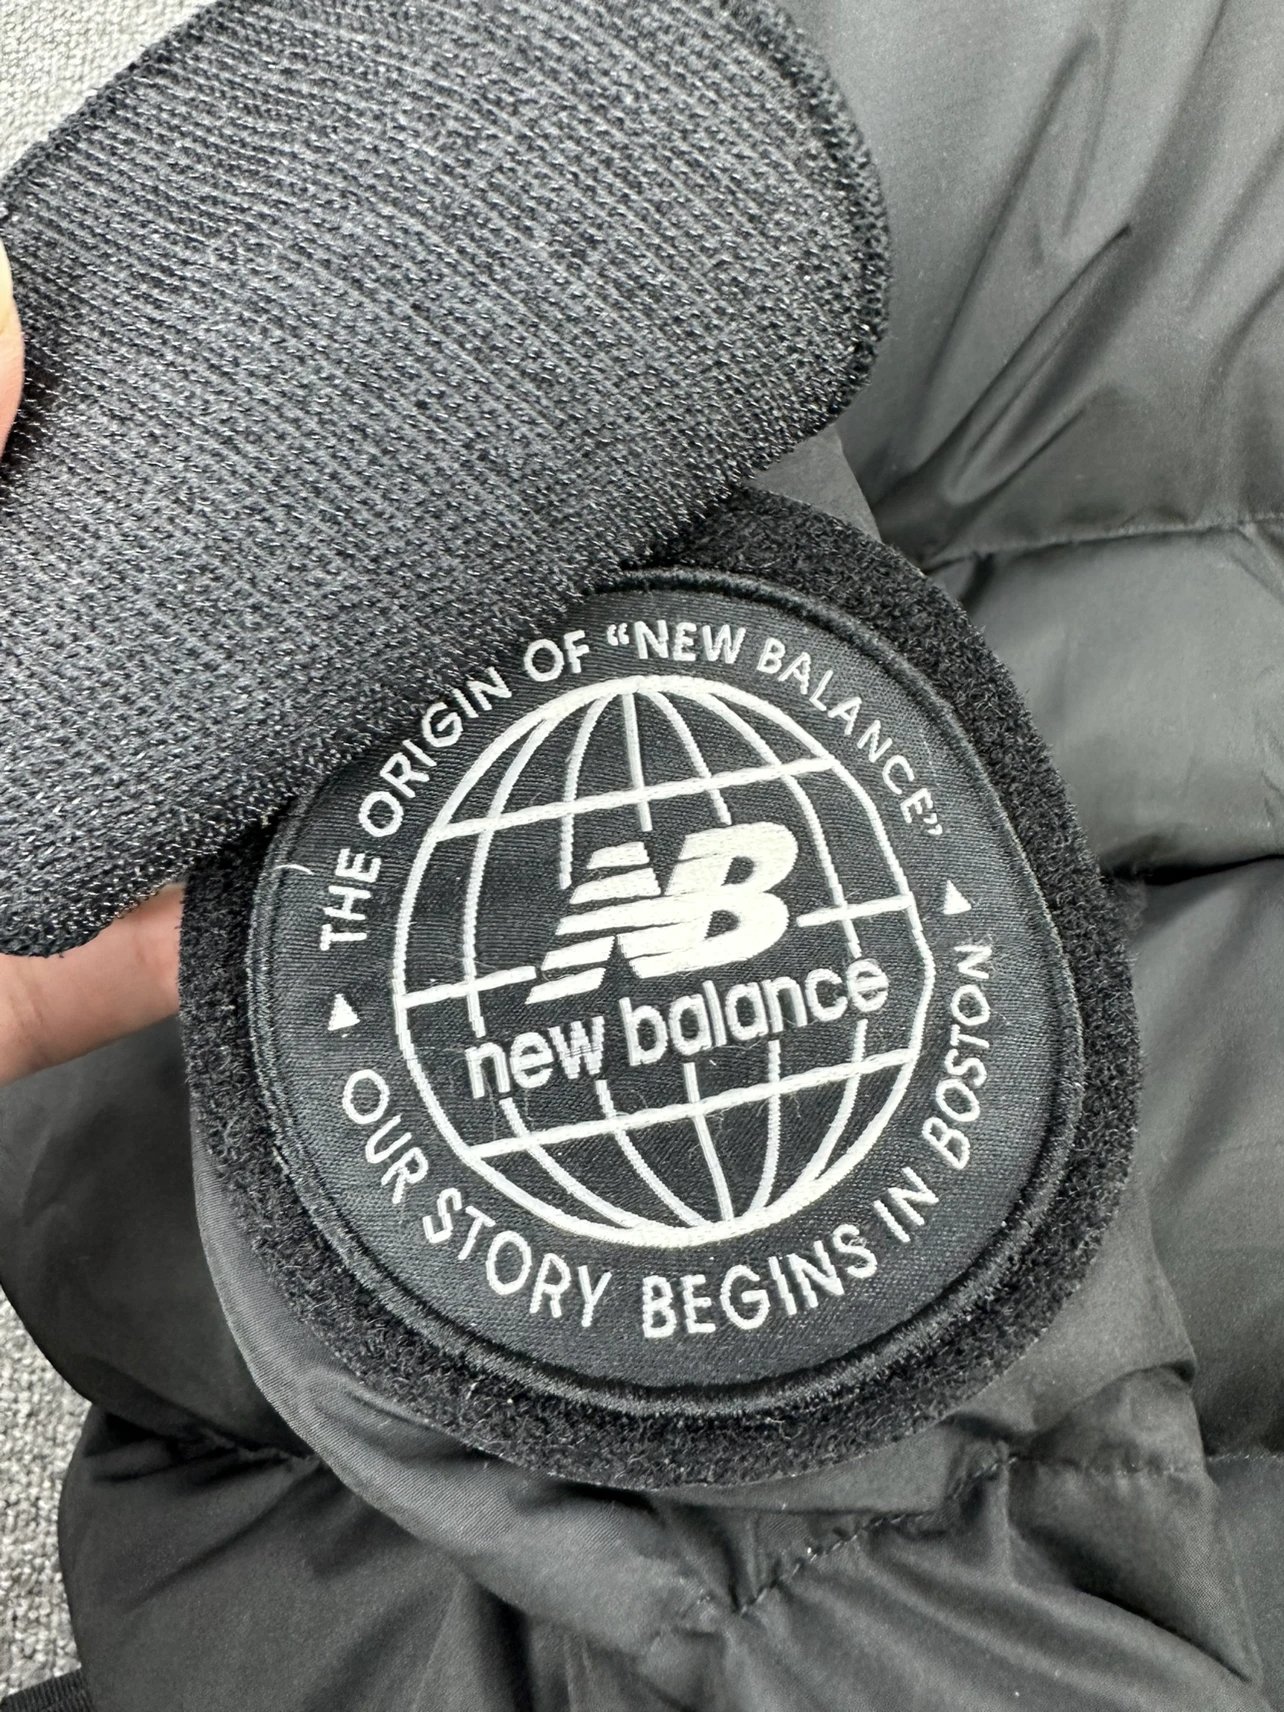 THE ORIGIN OF “NEW BALANCE”
NB
new balance
OUR STORY BEGINS IN BOSTON